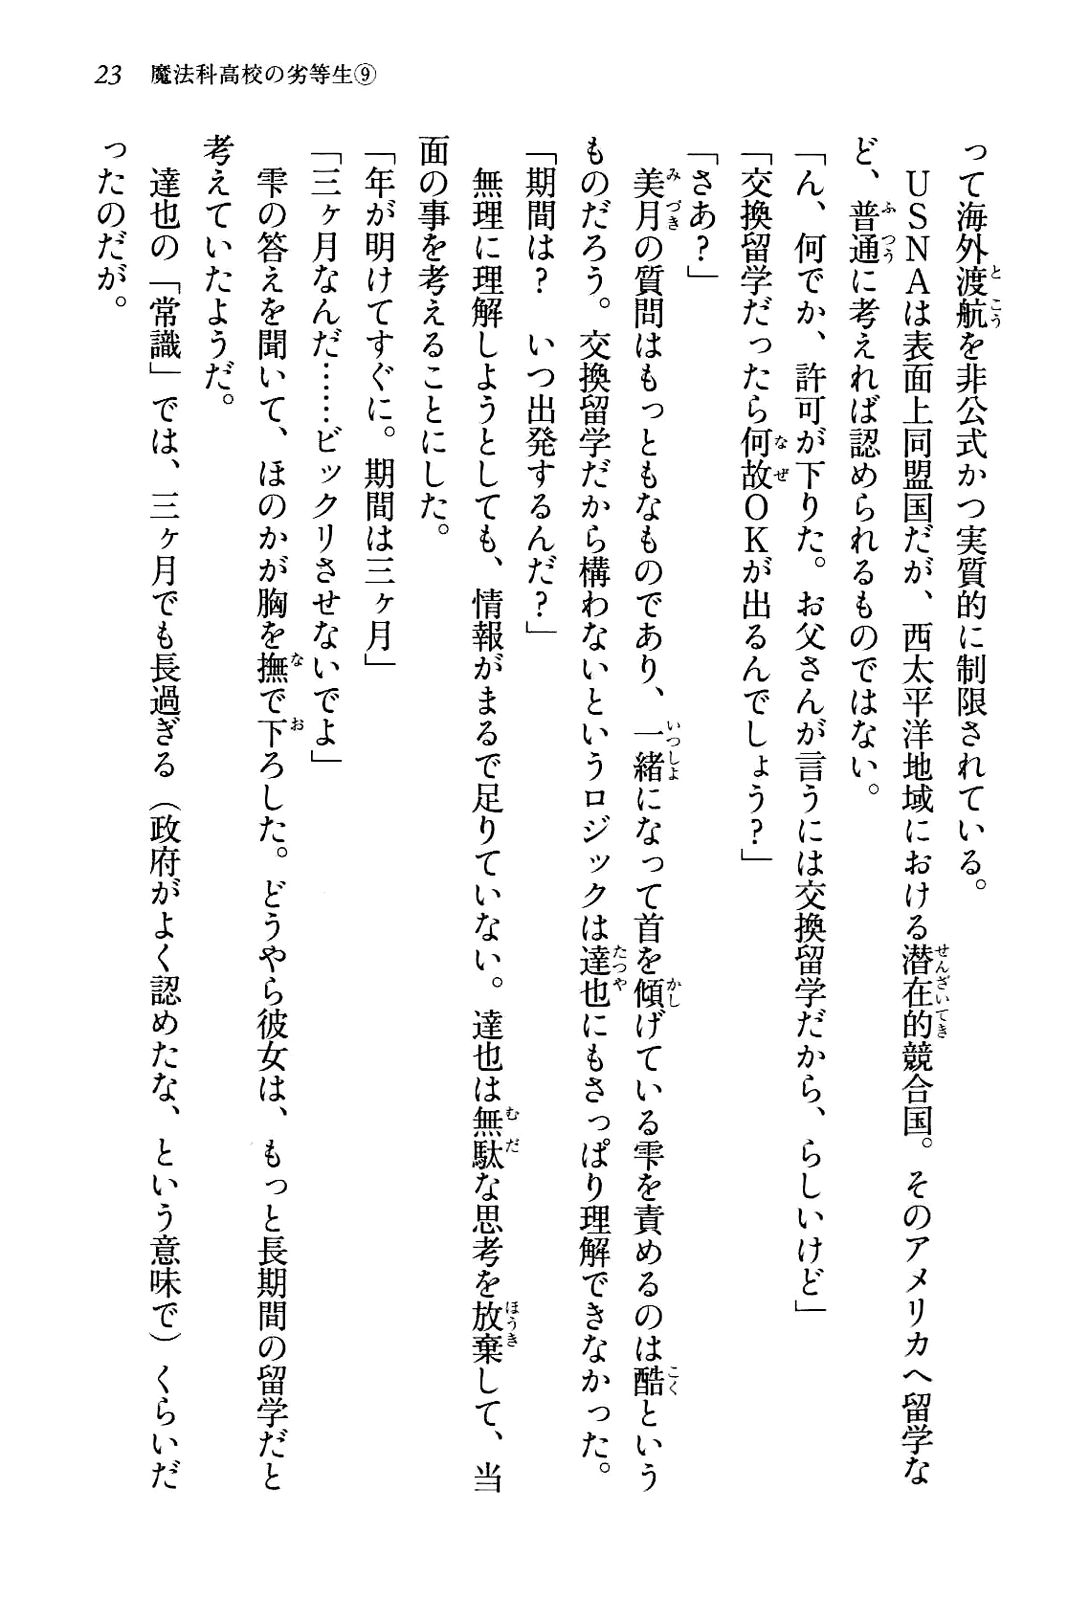 23 魔法科高校の劣等生⑨
って海外渡航を非公式かつ実質的に制限されている。
ＵＳＮＡは表面上同盟国だが、西太平洋地域における潜在的競合国。そのアメリカへ留学な
ど、普通に考えれば認められるものではない。
「ん、何でか、許可が下りた。お父さんが言うには交換留学だから、らしいけど」
「交換留学だったら何故ＯＫが出るんでしょう？」
「さあ？」
美月の質問はもっともなものであり、一緒になって首を傾げている雫を責めるのは酷という
ものだろう。交換留学だから構わないというロジックは達也にもさっぱり理解できなかった。
「期間は？　いつ出発するんだ？」
無理に理解しようとしても、情報がまるで足りていない。達也は無駄な思考を放棄して、当
面の事を考えることにした。
「年が明けてすぐに。期間は三ヶ月」
「三ヶ月なんだ……ビックリさせないでよ」
雫の答えを聞いて、ほのかが胸を撫で下ろした。どうやら彼女は、もっと長期間の留学だと
考えていたようだ。
達也の「常識」では、三ヶ月でも長過ぎる（政府がよく認めたな、という意味で）くらいだ
ったのだが。